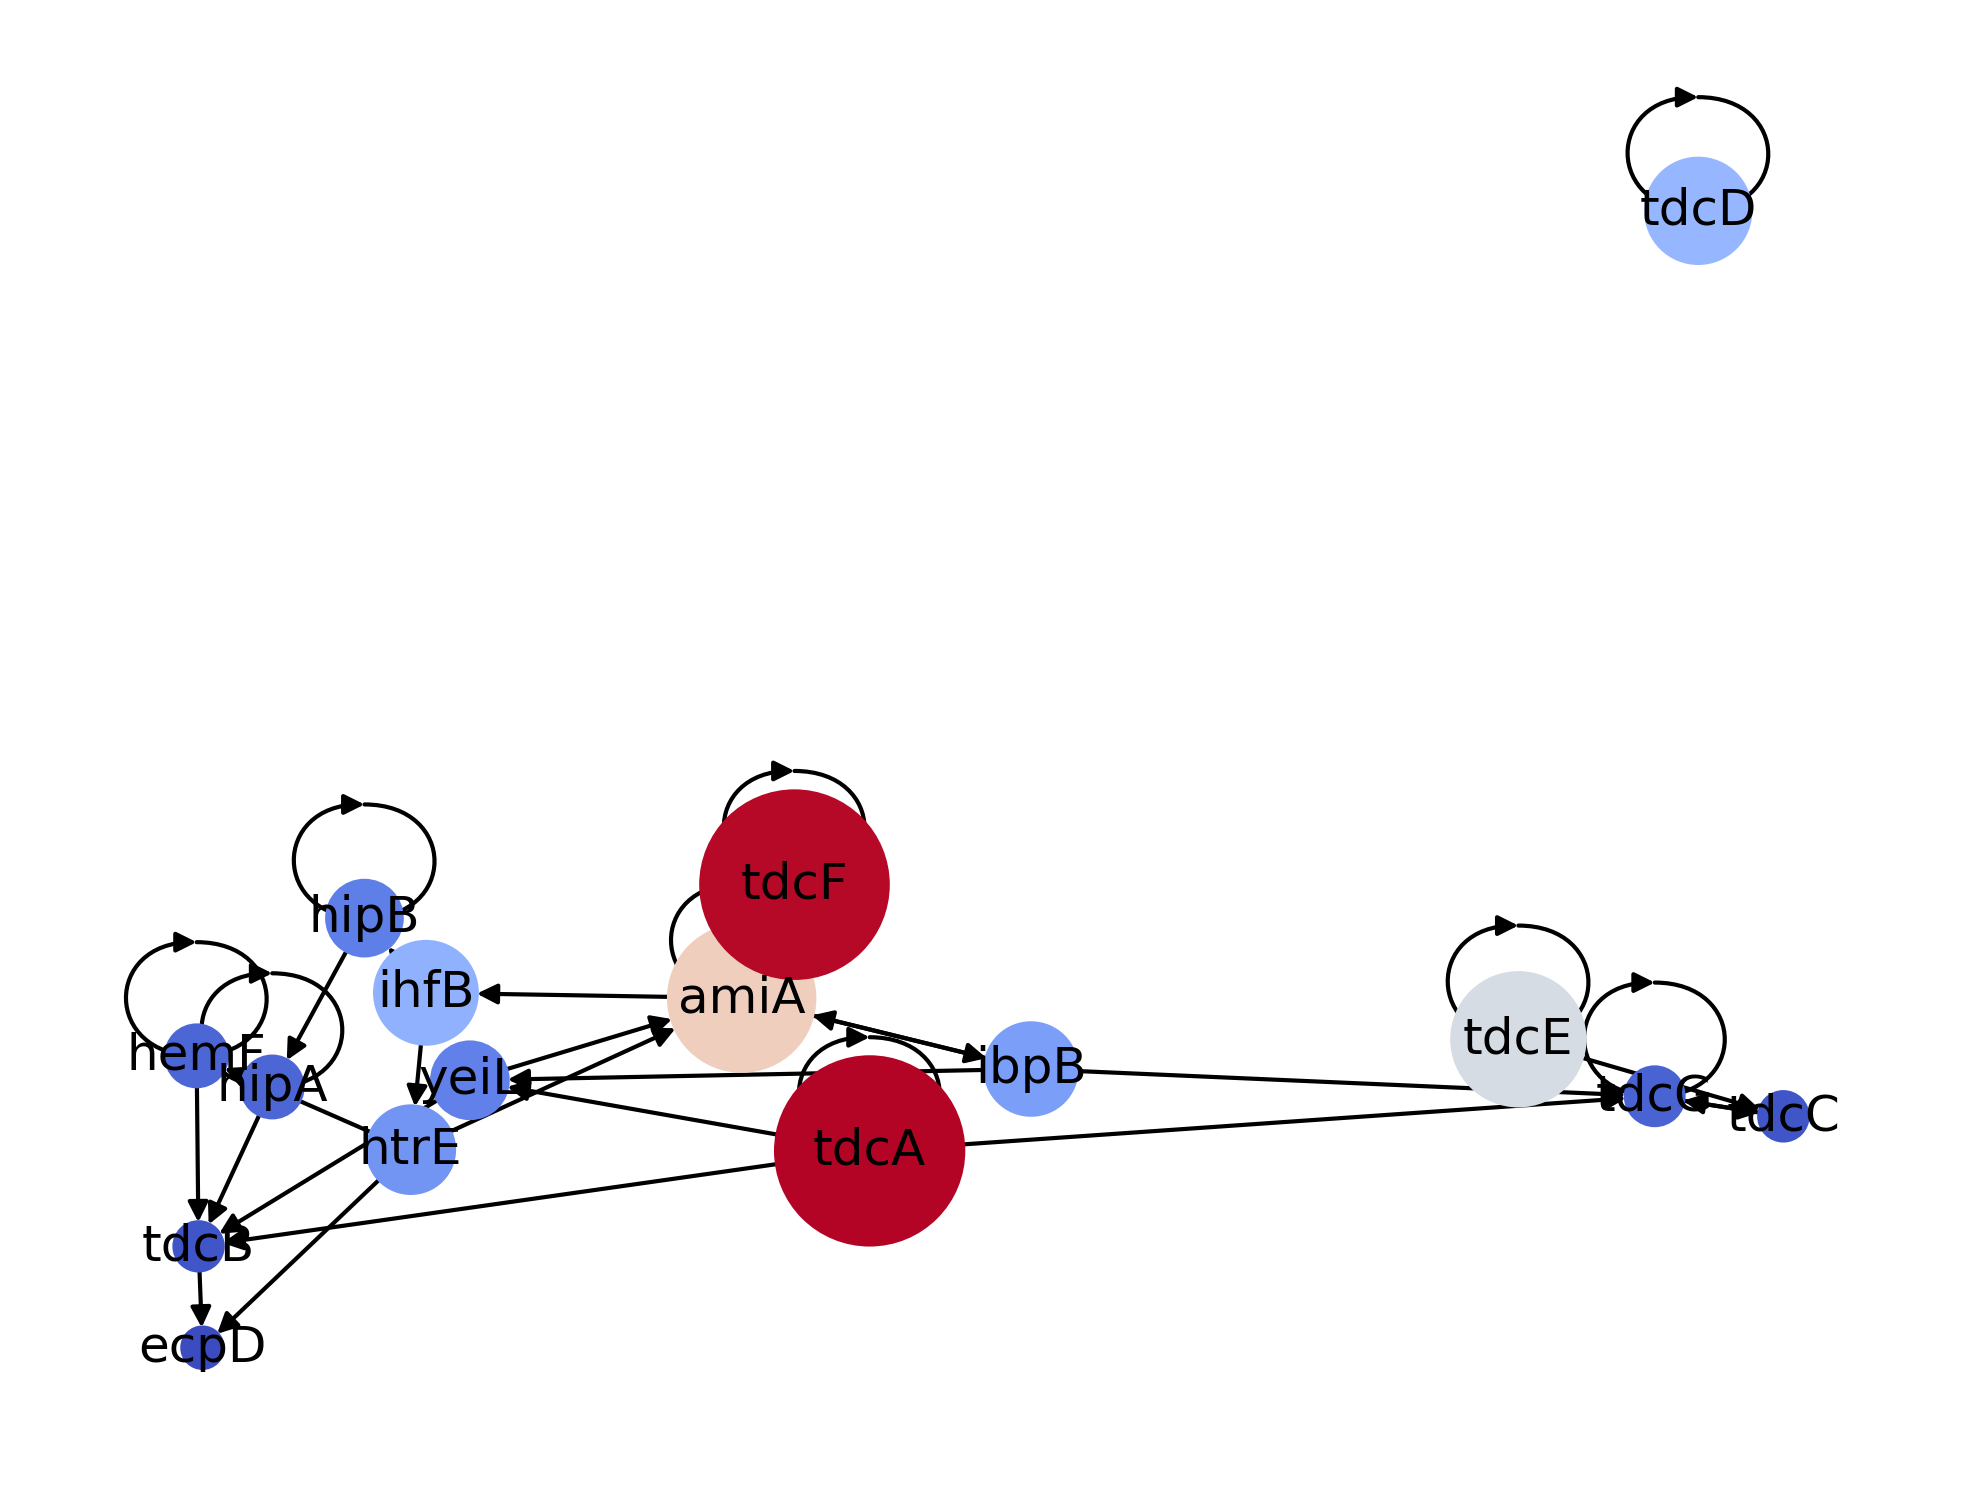 tdcD
tdcF
hipB
ihfB
amiA
tdcE
hemF
hipA
yeiL
ibpB
tdcG
tdcC
htrE
tdcA
tdcB
ecpD